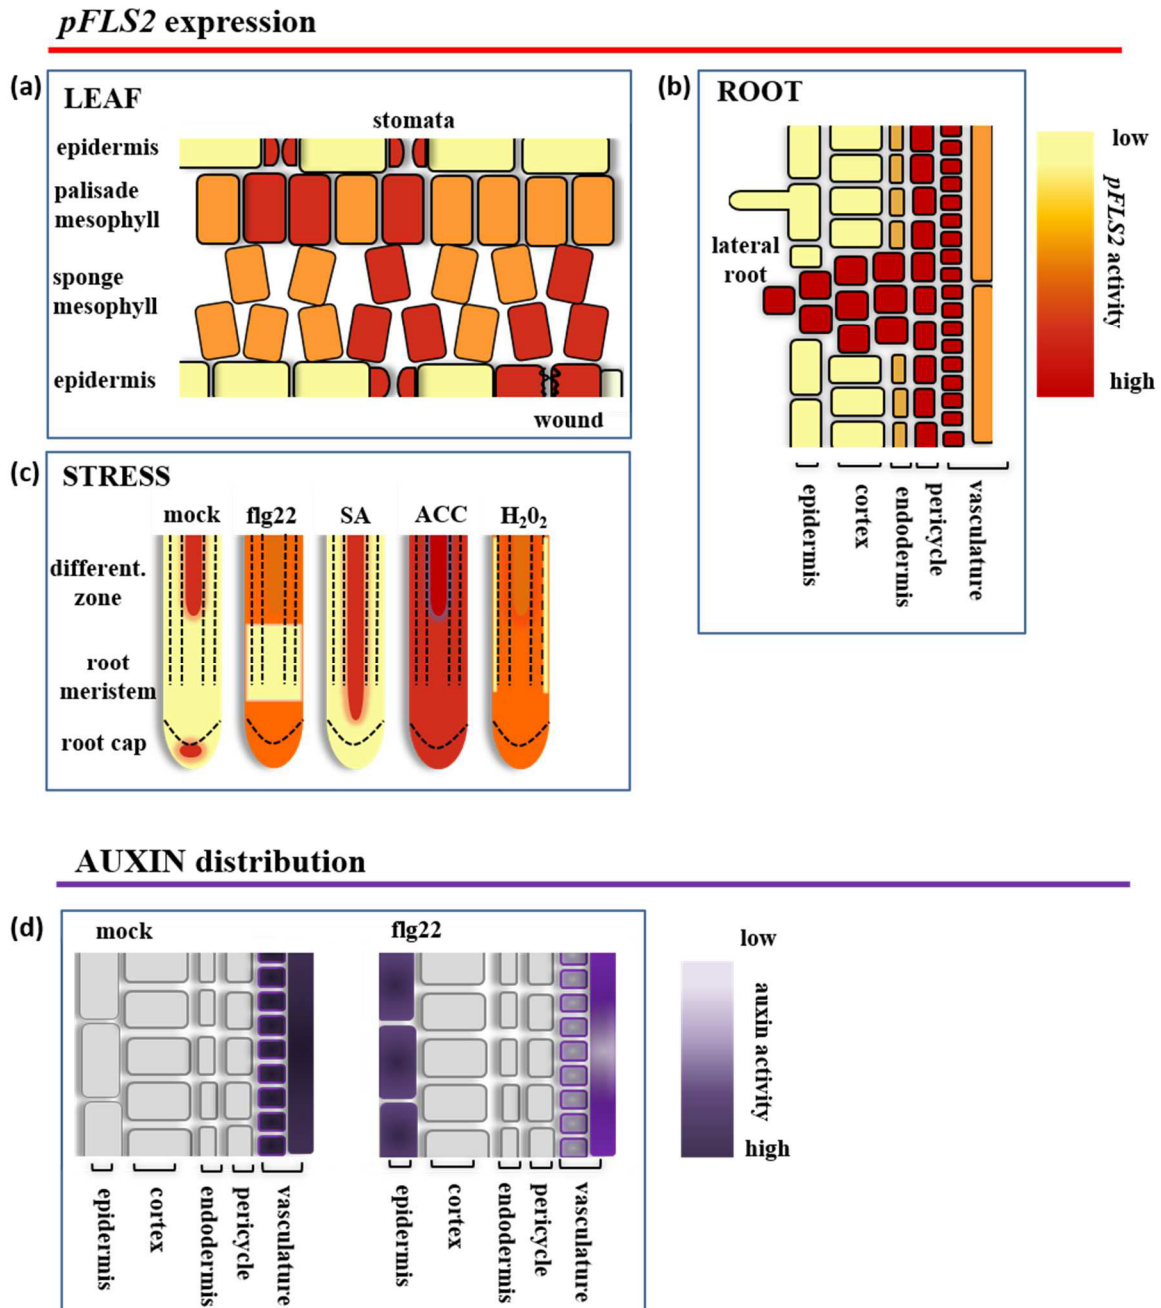 pFLS2 expression
(a)
LEAF
stomata
epidermis
palisade
mesophyll
sponge
mesophyll
epidermis
wound
(b)
ROOT
lateral
root
epidermis
cortex
endodermis
pericycle
vasculature
low
pFLS2 activity
high
(c)
STRESS
mock flg22 SA ACC H₂0₂
different.
zone
root
meristem
root cap
AUXIN distribution
(d)
mock
epidermis
cortex
endodermis
pericycle
vasculature
flg22
epidermis
cortex
endodermis
pericycle
vasculature
low
auxin activity
high